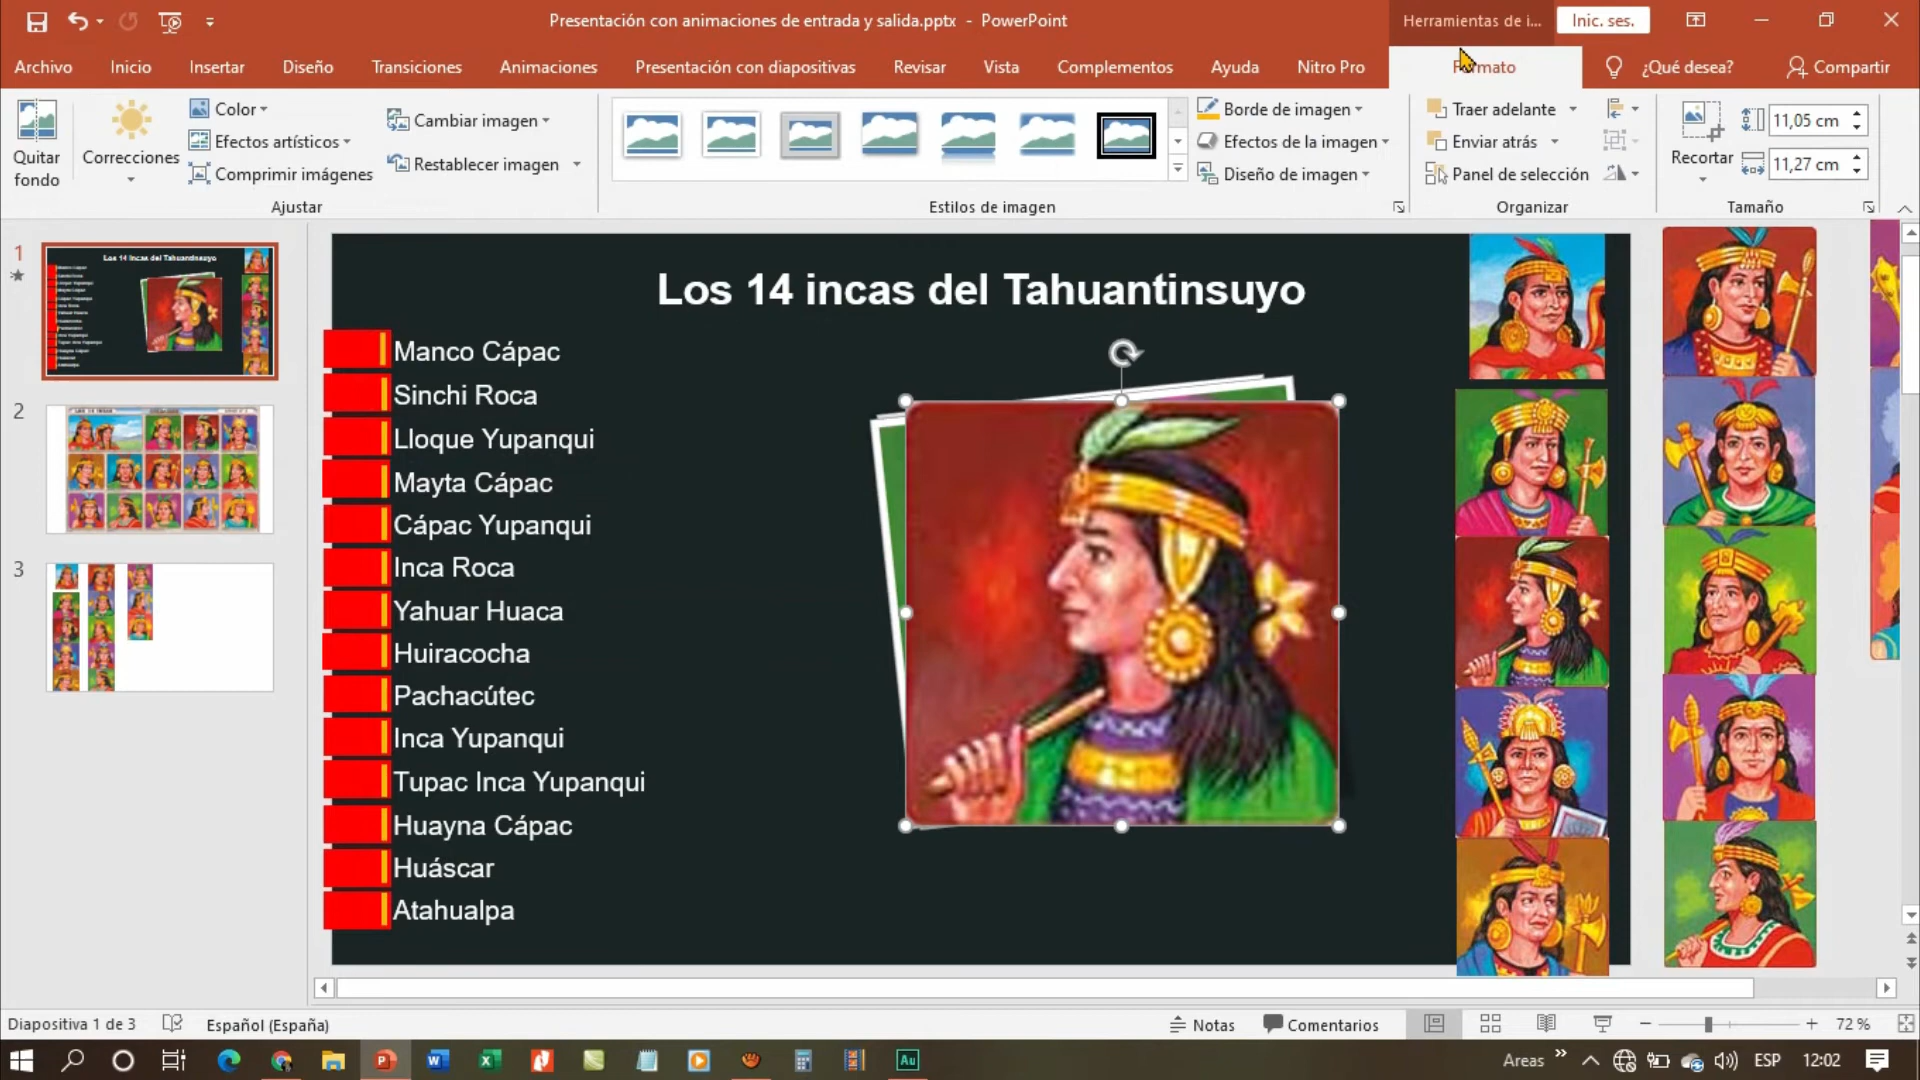 Presentación con animaciones de entrada y salida.pptx - PowerPoint
Herramientas de i...
Inic. ses.
Archivo
Inicio
Insertar
Diseño
Transiciones
Animaciones
Presentación con diapositivas
Revisar
Vista
Complementos
Ayuda
Nitro Pro
Formato
¿Qué desea?
Compartir
Quitar fondo
Correcciones
Color
Efectos artísticos
Comprimir imágenes
Cambiar imagen
Restablecer imagen
Ajustar
Estilos de imagen
Borde de imagen
Efectos de la imagen
Diseño de imagen
Traer adelante
Enviar atrás
Panel de selección
Organizar
Recortar
11,05 cm
11,27 cm
Tamaño
1
2
3
Los 14 incas del Tahuantinsuyo
Manco Cápac
Sinchi Roca
Lloque Yupanqui
Mayta Cápac
Cápac Yupanqui
Inca Roca
Yahuar Huaca
Huiracocha
Pachacútec
Inca Yupanqui
Tupac Inca Yupanqui
Huayna Cápac
Huáscar
Atahualpa
Diapositiva 1 de 3
Español (España)
Notas
Comentarios
72 %
Areas
ESP
12:02